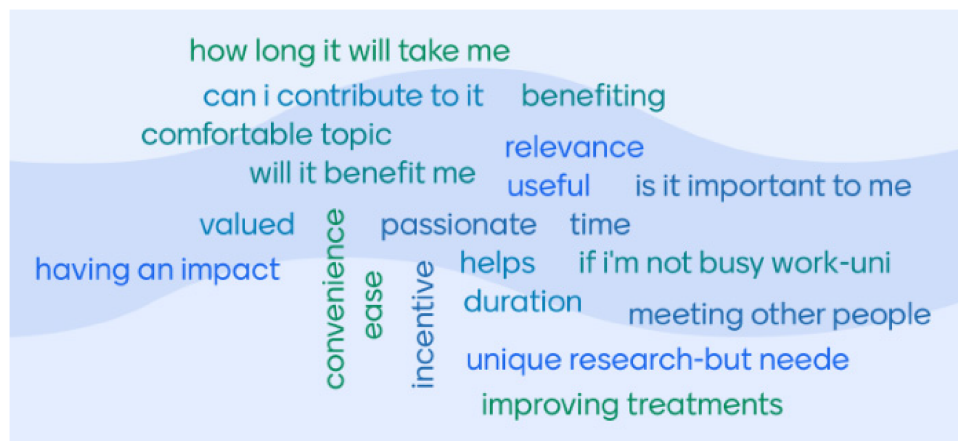 how long it will take me
can i contribute to it
benefiting
comfortable topic
relevance
will it benefit me
useful
is it important to me
valued
passionate
time
convenience
having an impact
ease
incentive
helps
if i'm not busy work-uni
duration
meeting other people
unique research-but neede
improving treatments